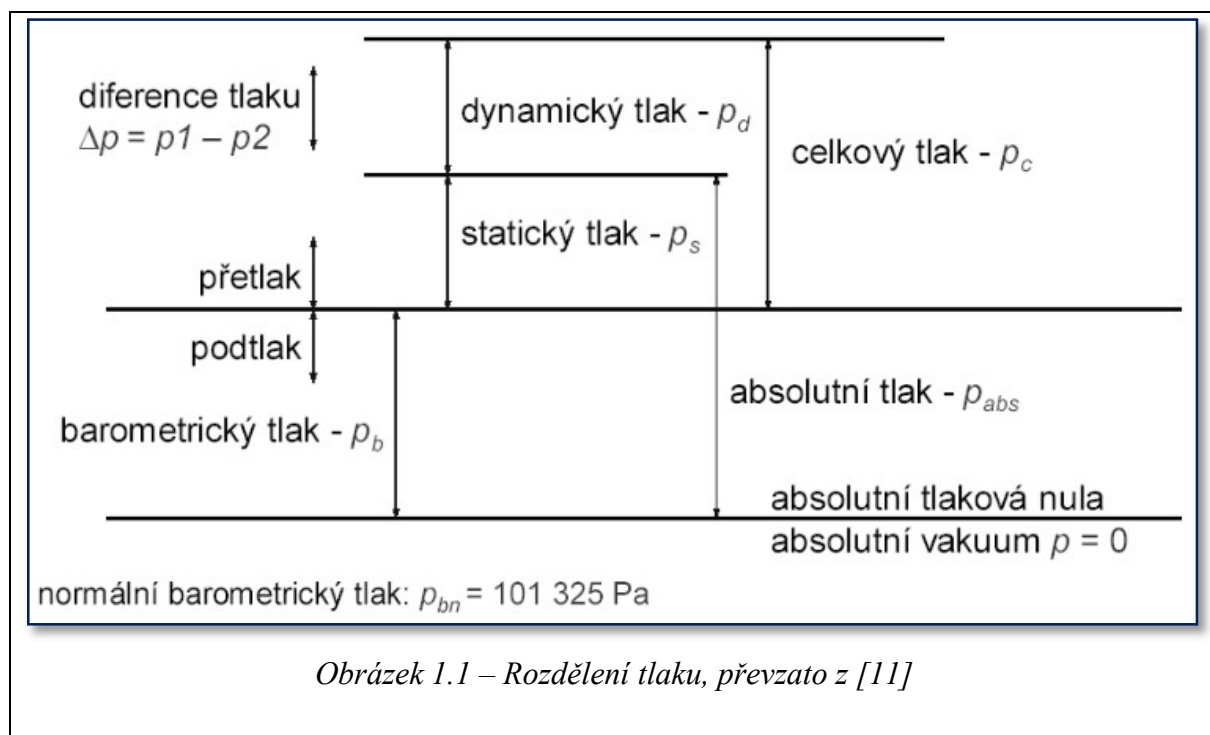 diference tlaku
Δp = p1 – p2
dynamický tlak - p_d
celkový tlak - p_c
statický tlak - p_s
přetlak
podtlak
absolutní tlak - p_abs
barometrický tlak - p_b
absolutní tlaková nula
absolutní vakuum p = 0
normální barometrický tlak: p_bn = 101 325 Pa
Obrázek 1.1 – Rozdělení tlaku, převzato z [11]